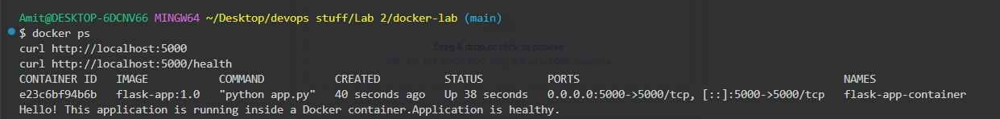 Amit@DESKTOP-6DCNV66 MINGW64 ~/Desktop/devops stuff/Lab 2/docker-lab (main)
$ docker ps
curl http://localhost:5000
curl http://localhost:5000/health
Drag & drop or click to browse
CONTAINER ID   IMAGE           COMMAND           CREATED          STATUS          PORTS                                         NAMES
e23c6bf94b6b   flask-app:1.0   "python app.py"   40 seconds ago   Up 38 seconds   0.0.0.0:5000->5000/tcp, [::]:5000->5000/tcp   flask-app-container
Hello! This application is running inside a Docker container.Application is healthy.